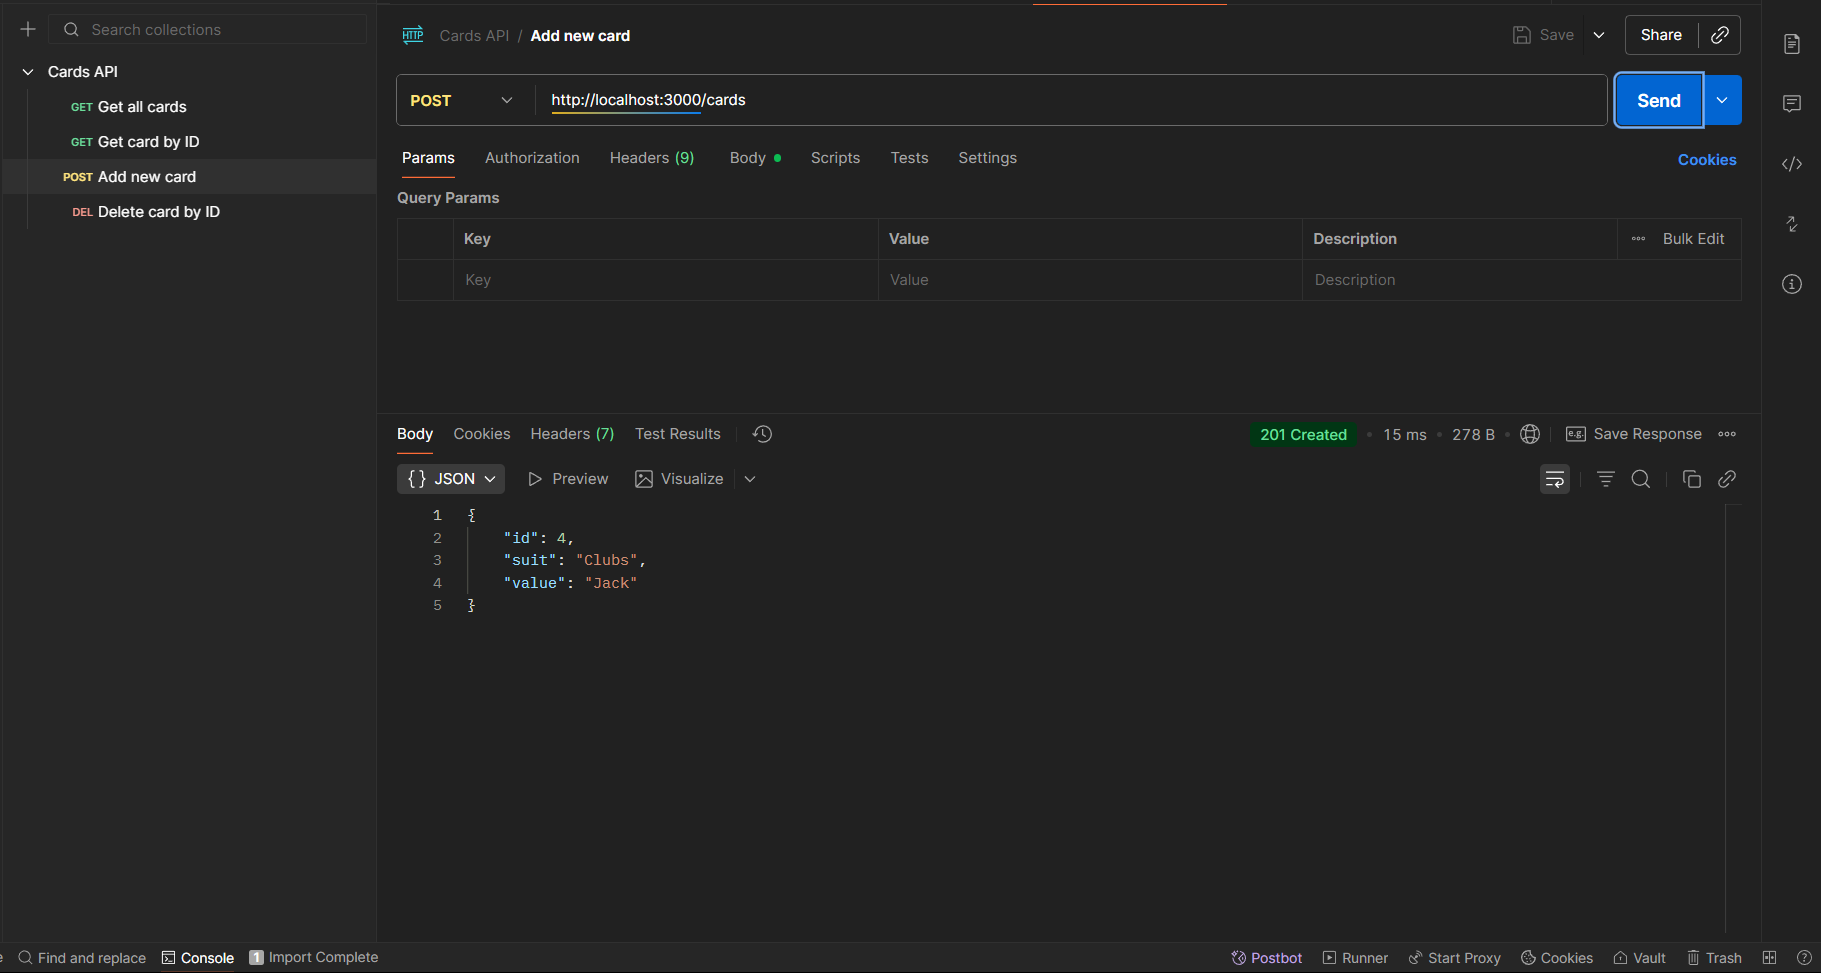 Search collections
Cards API
GET Get all cards
GET Get card by ID
POST Add new card
DEL Delete card by ID
HTTP Cards API / Add new card
Save
Share
POST
http://localhost:3000/cards
Send
Params Authorization Headers (9) Body Scripts Tests Settings
Cookies
Query Params
Key Value Description Bulk Edit
Key Value Description
Body Cookies Headers (7) Test Results
201 Created 15 ms 278 B e.g. Save Response
{} JSON Preview Visualize
1 {
2 "id": 4,
3 "suit": "Clubs",
4 "value": "Jack"
5 }
Find and replace Console 1 Import Complete
Postbot Runner Start Proxy Cookies Vault Trash